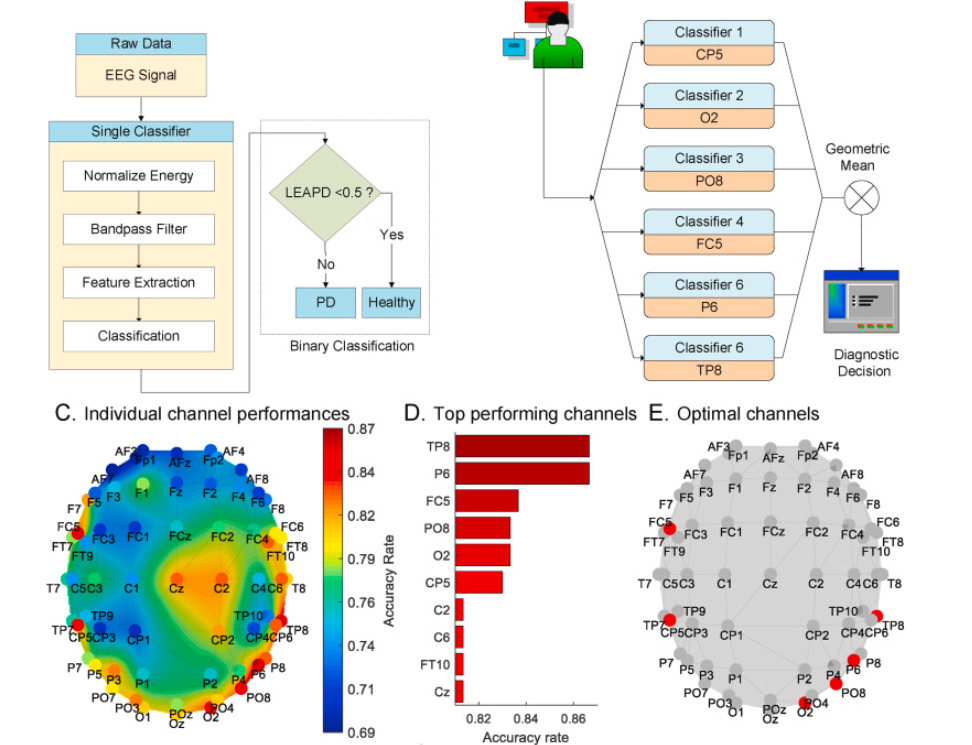 Raw Data
EEG Signal
Single Classifier
Normalize Energy
Bandpass Filter
Feature Extraction
Classification
LEAPD <0.5 ?
Yes
No
PD
Healthy
Binary Classification
Classifier 1
CP5
Classifier 2
O2
Classifier 3
PO8
Classifier 4
FC5
Classifier 6
P6
Classifier 6
TP8
Geometric
Mean
Diagnostic
Decision
C. Individual channel performances
AF3 Fp1 AFz Fp2 AF4
AF7 AF8
F7 F5 F3 F1 Fz F2 F4 F6 F8
FC5 FC3 FC1 FCz FC2 FC4 FC6
FT7 FT9 FT10 FT8
T7 C5 C3 C1 Cz C2 C4 C6 T8
TP9 TP10
TP7 CP5 CP3 CP1 CP2 CP4 CP6 TP8
P7 P5 P3 P1 P2 P4 P6 P8
PO7 PO3 POz PO4 PO8
O1 Oz O2
0.87
0.84
0.82
0.79
0.76
0.74
0.71
0.69
Accuracy Rate
D. Top performing channels
TP8
P6
FC5
PO8
O2
CP5
C2
C6
FT10
Cz
0.82 0.84 0.86
Accuracy rate
E. Optimal channels
AF3 Fp1 AFz Fp2 AF4
AF7 AF8
F7 F5 F3 F1 Fz F2 F4 F6 F8
FC5 FC3 FC1 FCz FC2 FC4 FC6
FT7 FT9 FT10 FT8
T7 C5 C3 C1 Cz C2 C4 C6 T8
TP9 TP10
TP7 CP5 CP3 CP1 CP2 CP4 CP6 TP8
P7 P5 P3 P1 P2 P4 P6 P8
PO7 PO3 POz PO8
O1 Oz O2